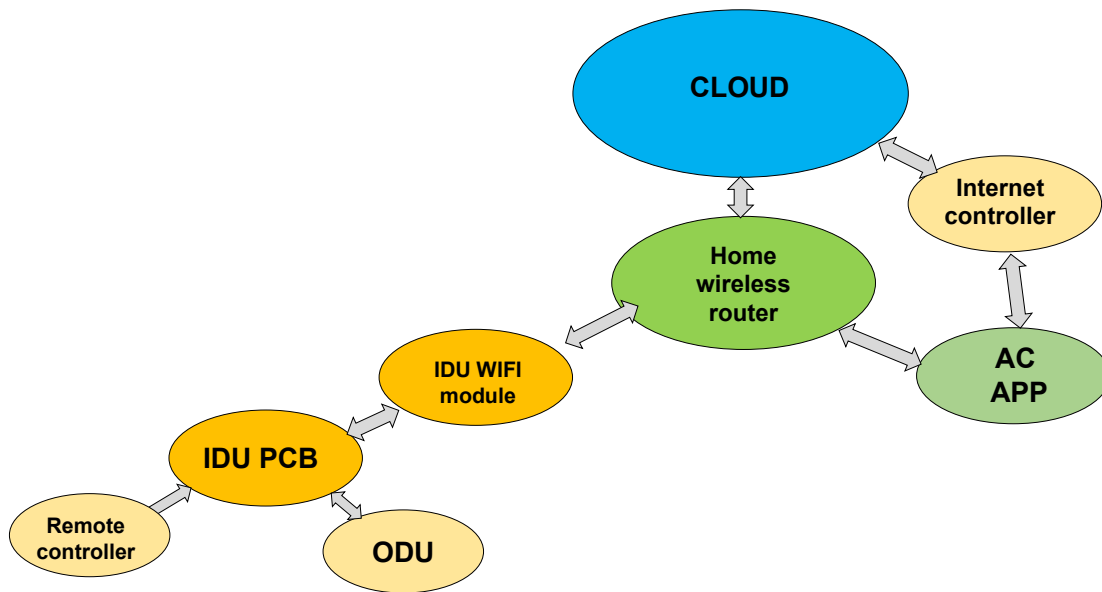 CLOUD
Internet
controller
Home
wireless
router
IDU WIFI
module
AC
APP
IDU PCB
Remote
controller
ODU